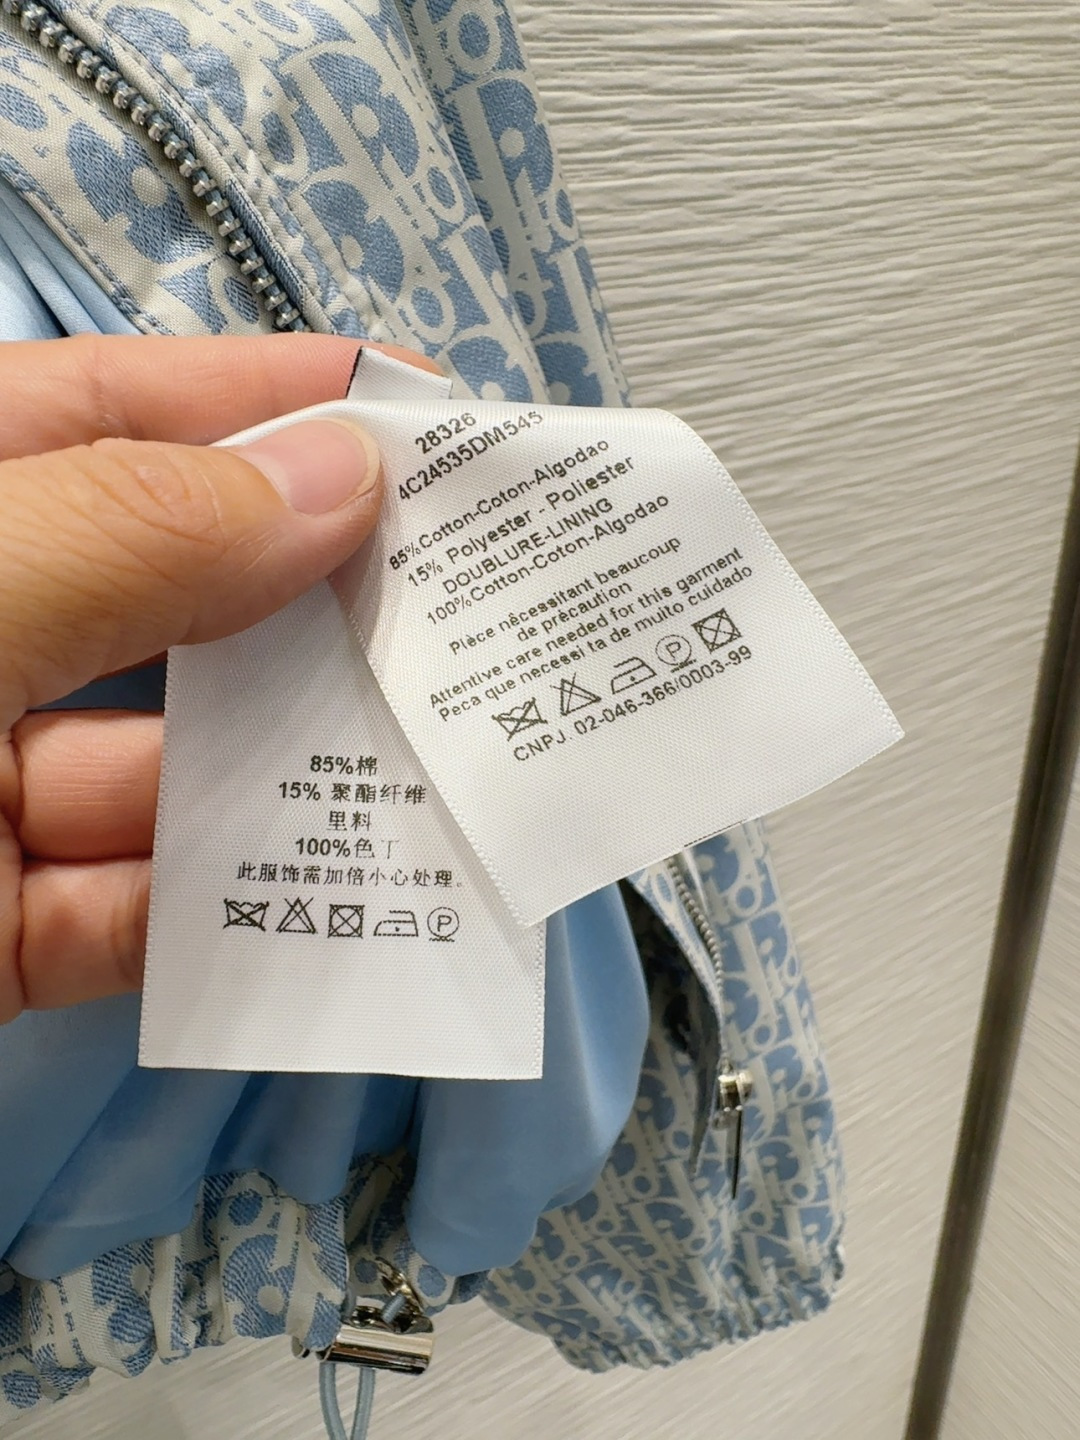 28326
4C24535DM545
85%Cotton-Coton-Algodao
15% Polyester - Poliester
DOUBLURE-LINING
100%Cotton-Coton-Algodao
Pièce nêcessitant beaucoup
de prècaution
Attentive care needed for this garment
Peca que necessi ta de muito cuidado
P
CNPJ 02-046-366/0003-99
85%棉
15% 聚酯纤维
里料
100%色丁
此服饰需加倍小心处理。
P